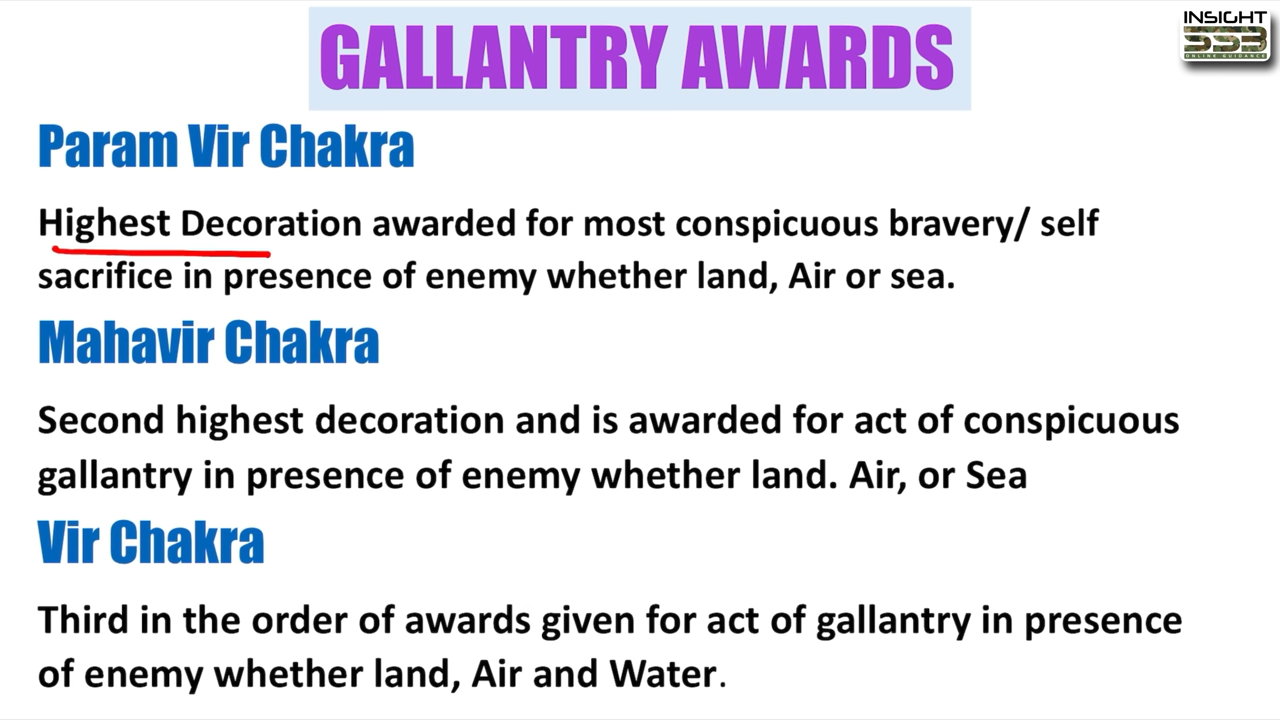 GALLANTRY AWARDS
INSIGHT
SSB
ONLINE GUIDANCE
Param Vir Chakra
Highest Decoration awarded for most conspicuous bravery/ self
sacrifice in presence of enemy whether land, Air or sea.
Mahavir Chakra
Second highest decoration and is awarded for act of conspicuous
gallantry in presence of enemy whether land. Air, or Sea
Vir Chakra
Third in the order of awards given for act of gallantry in presence
of enemy whether land, Air and Water.